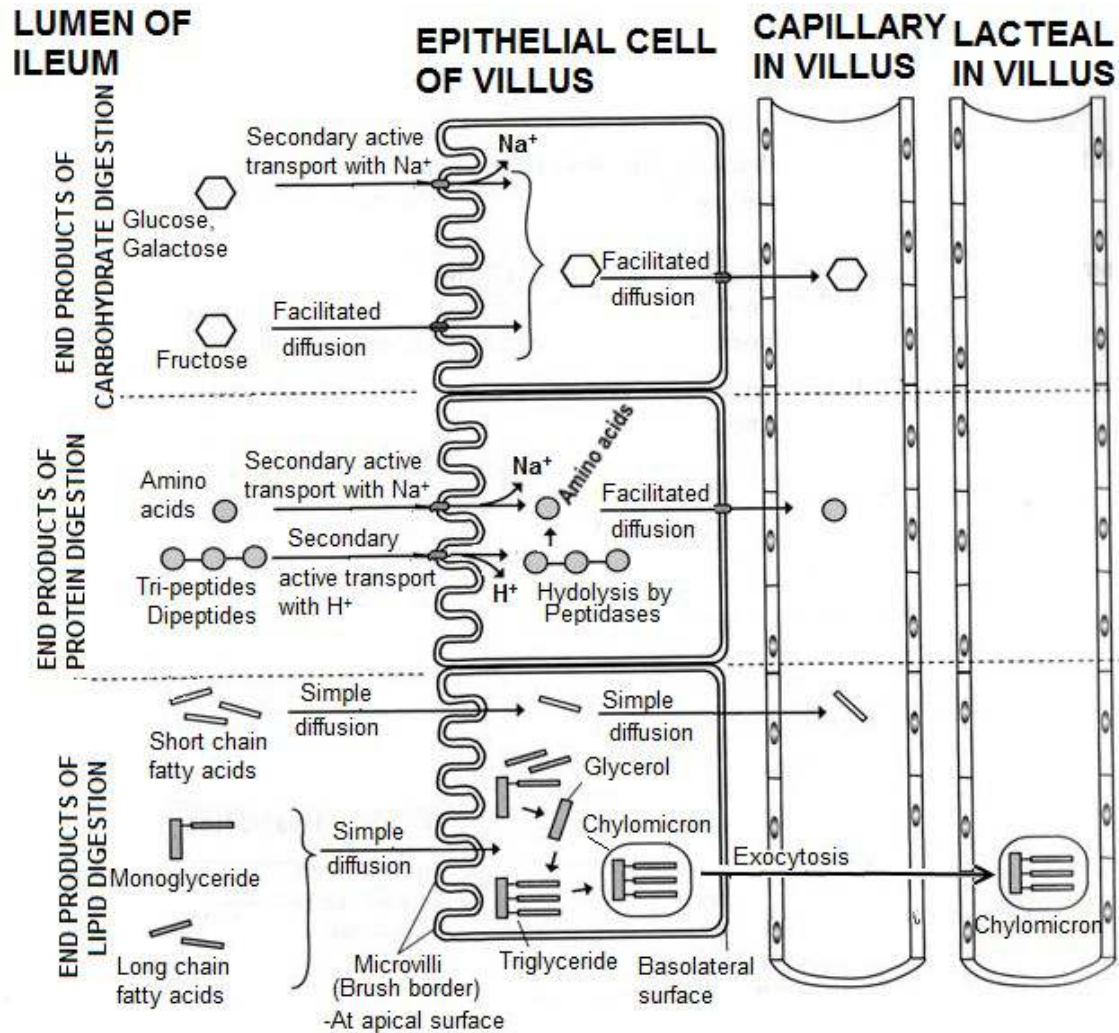 LUMEN OF
ILEUM
EPITHELIAL CELL
OF VILLUS
CAPILLARY
IN VILLUS
LACTEAL
IN VILLUS
END PRODUCTS OF
CARBOHYDRATE DIGESTION
Secondary active
transport with Na⁺
Na⁺
Glucose,
Galactose
Facilitated
diffusion
Facilitated
diffusion
Fructose
END PRODUCTS OF
PROTEIN DIGESTION
Amino
acids
Secondary active
transport with Na⁺
Na⁺
Amino acids
Facilitated
diffusion
Tri-peptides
Dipeptides
Secondary
active transport
with H⁺
H⁺
Hydolysis by
Peptidases
END PRODUCTS OF
LIPID DIGESTION
Short chain
fatty acids
Simple
diffusion
Simple
diffusion
Glycerol
Monoglyceride
Simple
diffusion
Chylomicron
Exocytosis
Chylomicron
Long chain
fatty acids
Microvilli
(Brush border)
-At apical surface
Triglyceride
Basolateral
surface